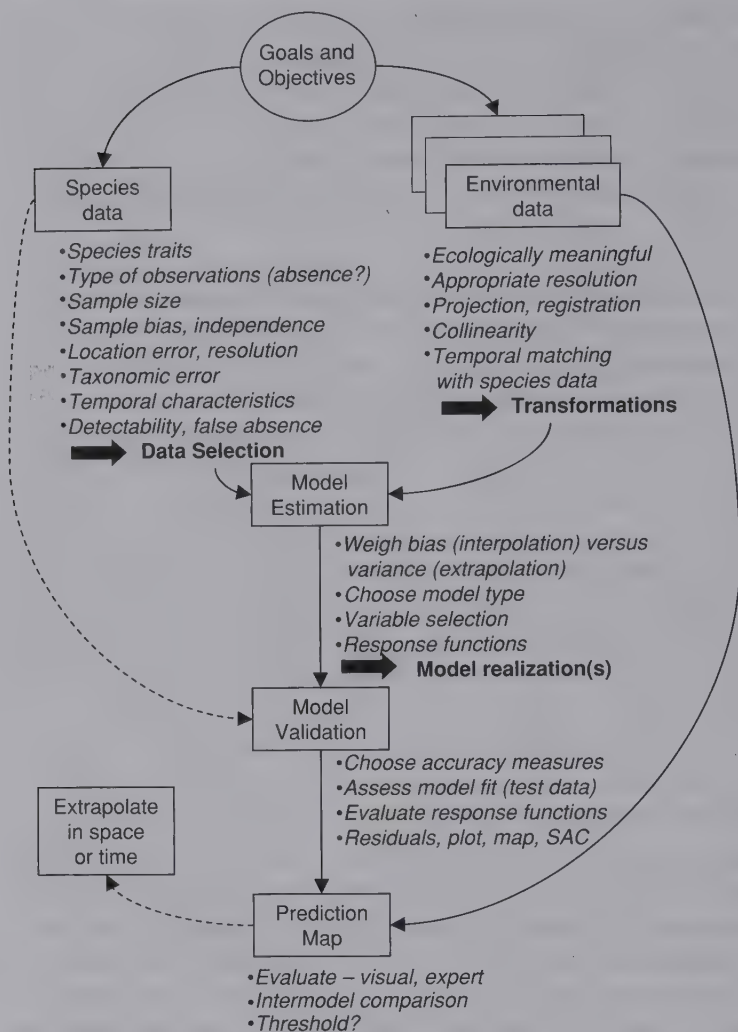 Goals and
Objectives
Species
data
•Species traits
•Type of observations (absence?)
•Sample size
•Sample bias, independence
•Location error, resolution
•Taxonomic error
•Temporal characteristics
•Detectability, false absence
Data Selection
Environmental
data
•Ecologically meaningful
•Appropriate resolution
•Projection, registration
•Collinearity
•Temporal matching
with species data
Transformations
Model
Estimation
•Weigh bias (interpolation) versus
variance (extrapolation)
•Choose model type
•Variable selection
•Response functions
Model realization(s)
Model
Validation
•Choose accuracy measures
•Assess model fit (test data)
•Evaluate response functions
•Residuals, plot, map, SAC
Extrapolate
in space
or time
Prediction
Map
•Evaluate – visual, expert
•Intermodel comparison
•Threshold?